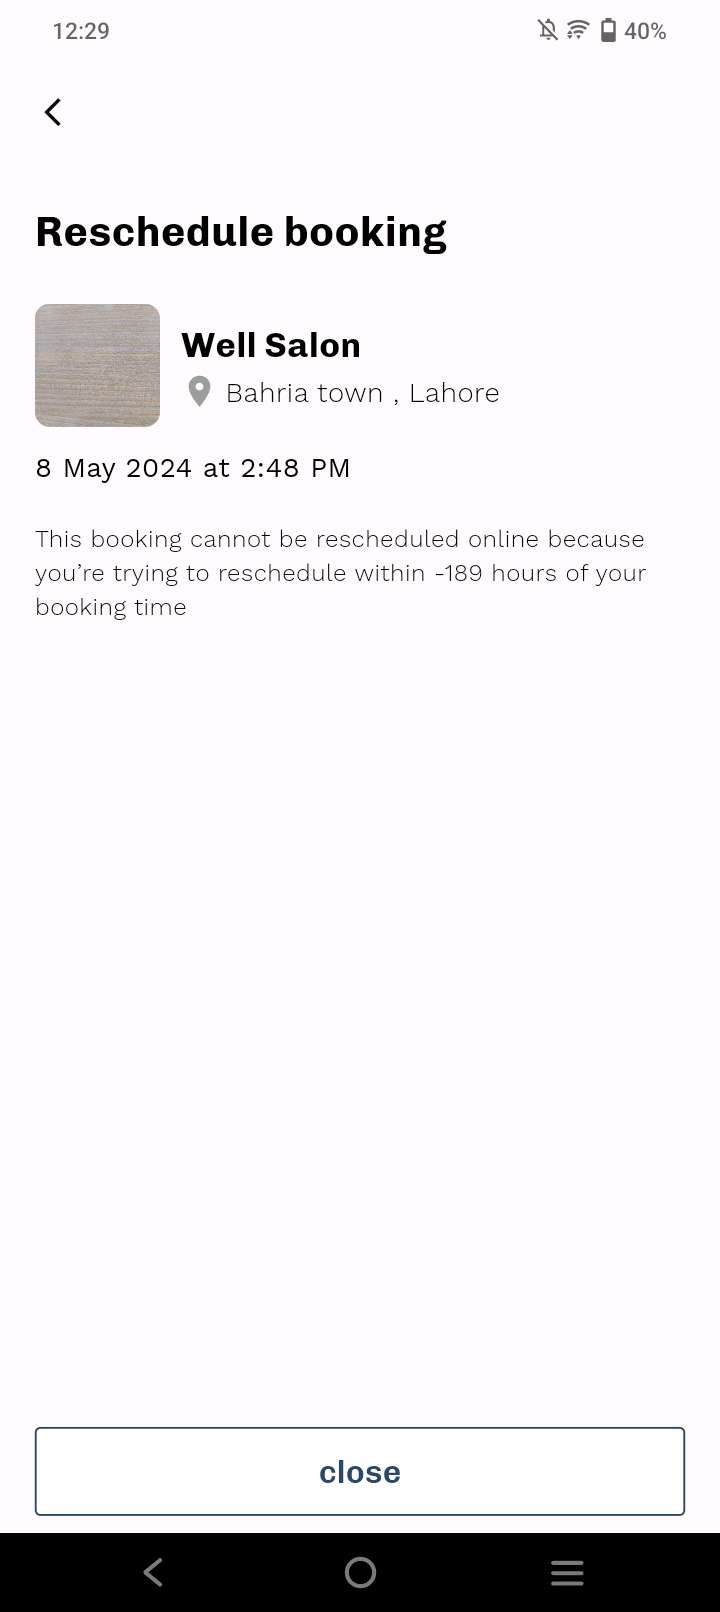 12:29
40%
Reschedule booking
Well Salon
Bahria town , Lahore
8 May 2024 at 2:48 PM
This booking cannot be rescheduled online because
you’re trying to reschedule within -189 hours of your
booking time
close